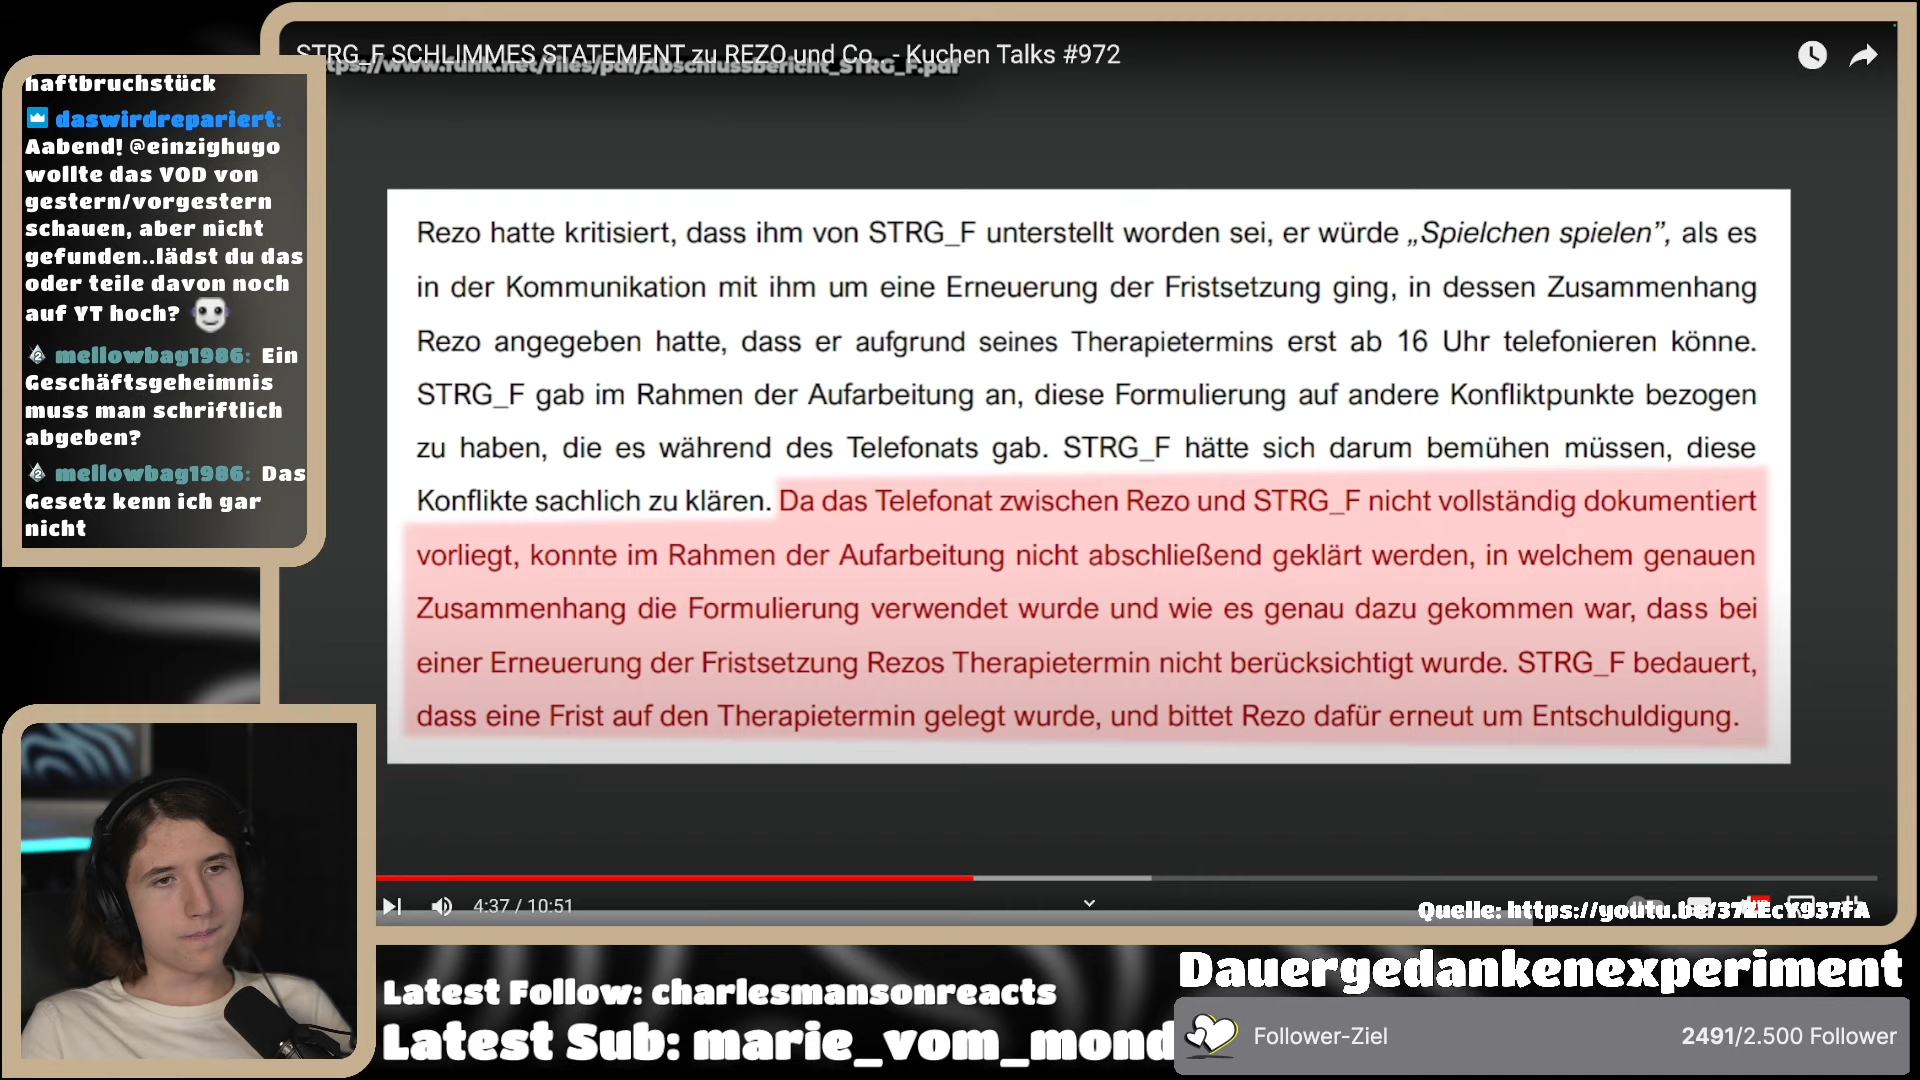 STRG_F SCHLIMMES STATEMENT zu REZO und Co... - Kuchen Talks #972
ttps://www.funk.net/files/pdf/Abschlussbericht_STRG_F.pdf
haftbruchstück
daswirdrepariert:
Aabend! @einzighugo
wollte das VOD von
gestern/vorgestern
schauen, aber nicht
gefunden..lädst du das
oder teile davon noch
auf YT hoch?
mellowbag1986: Ein
Geschäftsgeheimnis
muss man schriftlich
abgeben?
mellowbag1986: Das
Gesetz kenn ich gar
nicht
Rezo hatte kritisiert, dass ihm von STRG_F unterstellt worden sei, er würde „Spielchen spielen”, als es
in der Kommunikation mit ihm um eine Erneuerung der Fristsetzung ging, in dessen Zusammenhang
Rezo angegeben hatte, dass er aufgrund seines Therapietermins erst ab 16 Uhr telefonieren könne.
STRG_F gab im Rahmen der Aufarbeitung an, diese Formulierung auf andere Konfliktpunkte bezogen
zu haben, die es während des Telefonats gab. STRG_F hätte sich darum bemühen müssen, diese
Konflikte sachlich zu klären. Da das Telefonat zwischen Rezo und STRG_F nicht vollständig dokumentiert
vorliegt, konnte im Rahmen der Aufarbeitung nicht abschließend geklärt werden, in welchem genauen
Zusammenhang die Formulierung verwendet wurde und wie es genau dazu gekommen war, dass bei
einer Erneuerung der Fristsetzung Rezos Therapietermin nicht berücksichtigt wurde. STRG_F bedauert,
dass eine Frist auf den Therapietermin gelegt wurde, und bittet Rezo dafür erneut um Entschuldigung.
4:37 / 10:51
Quelle:
Latest Follow: charlesmansonreacts
Latest Sub: marie_vom_mond
Dauergedankenexperiment
Follower-Ziel
2491/2.500 Follower